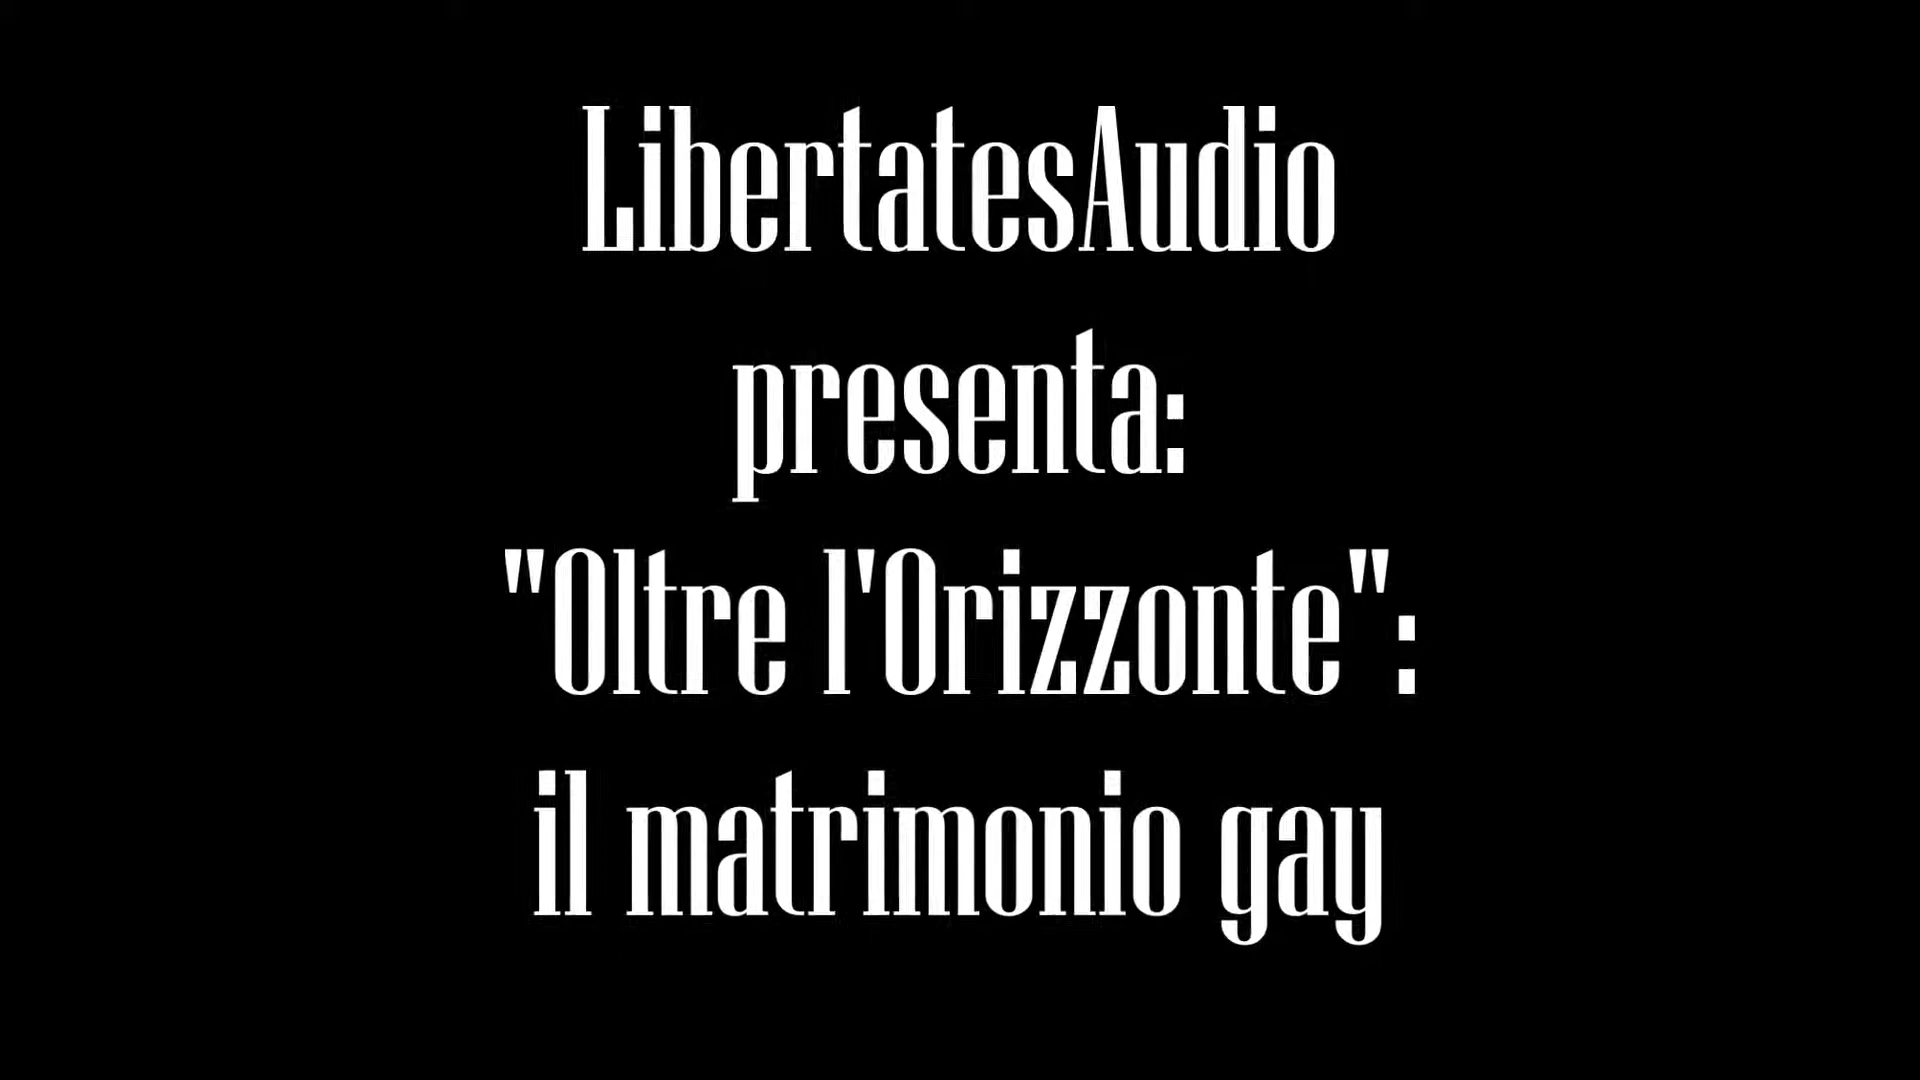 LibertatesAudio
presenta:
"Oltre l'Orizzonte":
il matrimonio gay